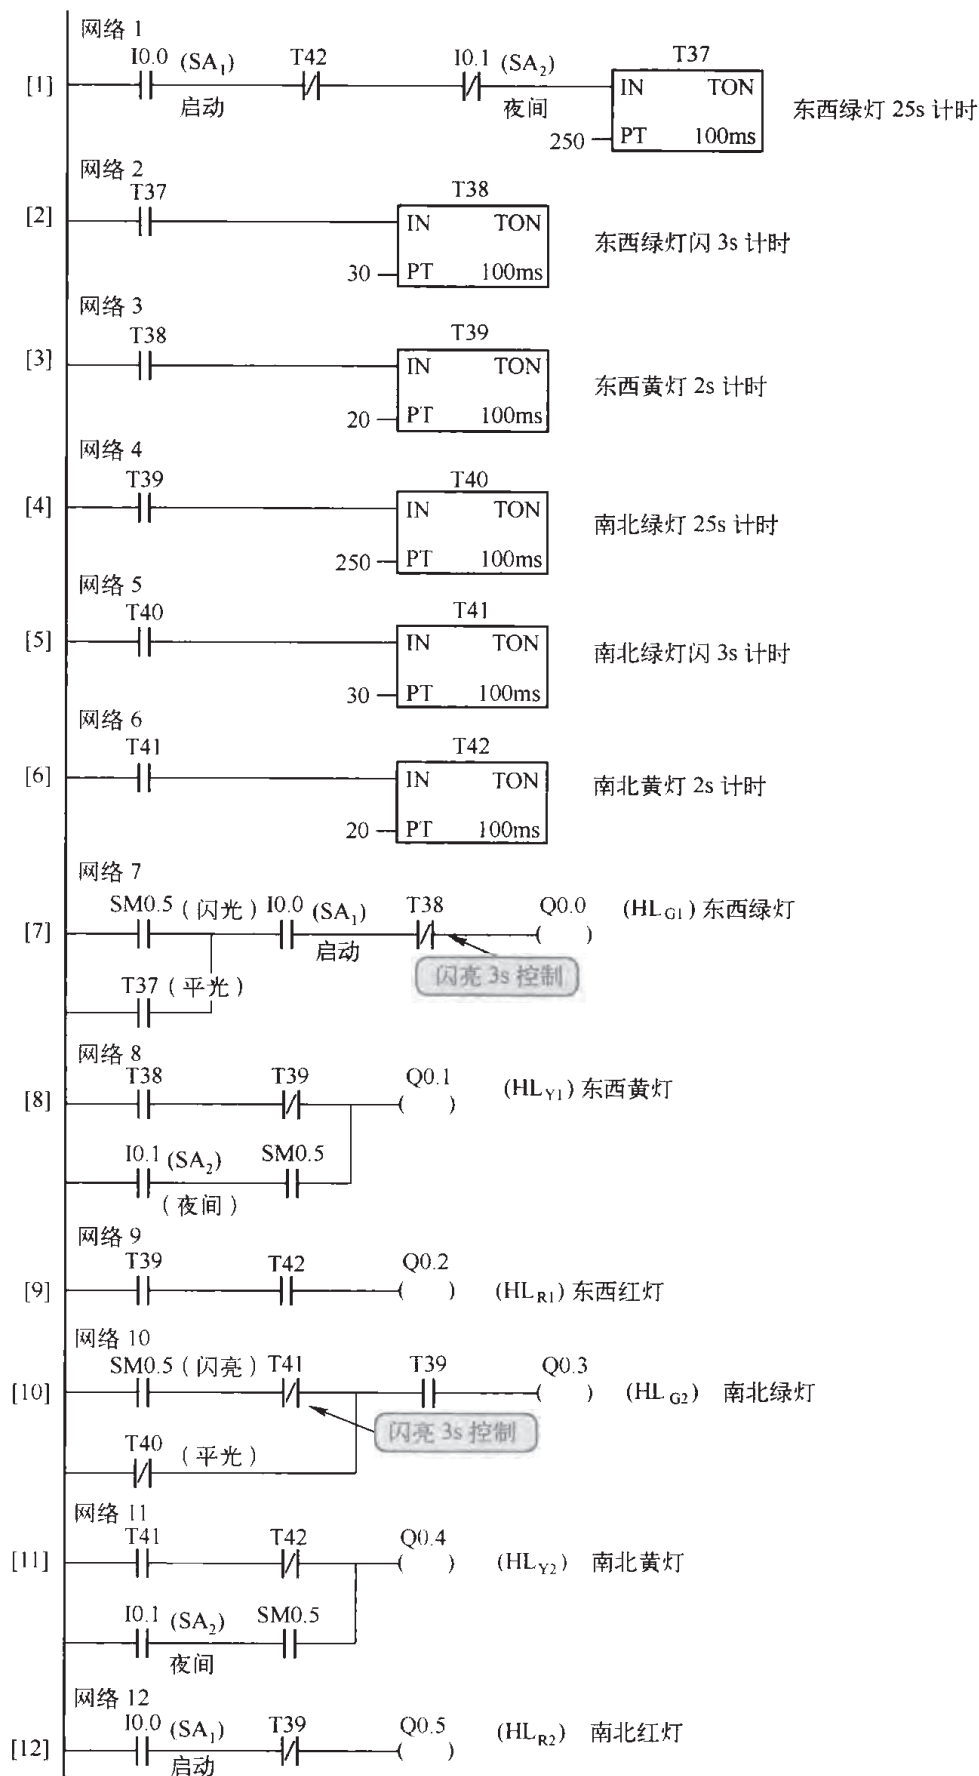 网络 1
I0.0 (SA₁) T42 I0.1 (SA₂) T37
[1] IN TON
启动 夜间 东西绿灯 25s 计时
250 PT 100ms
网络 2
T37 T38
[2] IN TON
东西绿灯闪 3s 计时
30 PT 100ms
网络 3
T38 T39
[3] IN TON
东西黄灯 2s 计时
20 PT 100ms
网络 4
T39 T40
[4] IN TON
南北绿灯 25s 计时
250 PT 100ms
网络 5
T40 T41
[5] IN TON
南北绿灯闪 3s 计时
30 PT 100ms
网络 6
T41 T42
[6] IN TON
南北黄灯 2s 计时
20 PT 100ms
网络 7
SM0.5 (闪光) I0.0 (SA₁) T38 Q0.0 (HL_G1) 东西绿灯
[7] 启动
闪亮 3s 控制
T37 (平光)
网络 8
T38 T39 Q0.1 (HL_Y1) 东西黄灯
[8]
I0.1 (SA₂) SM0.5
(夜间)
网络 9
T39 T42 Q0.2
[9] (HL_R1) 东西红灯
网络 10
SM0.5 (闪亮) T41 T39 Q0.3
[10] (HL_G2) 南北绿灯
闪亮 3s 控制
T40 (平光)
网络 11
T41 T42 Q0.4
[11] (HL_Y2) 南北黄灯
I0.1 (SA₂) SM0.5
夜间
网络 12
I0.0 (SA₁) T39 Q0.5 (HL_R2) 南北红灯
[12] 启动